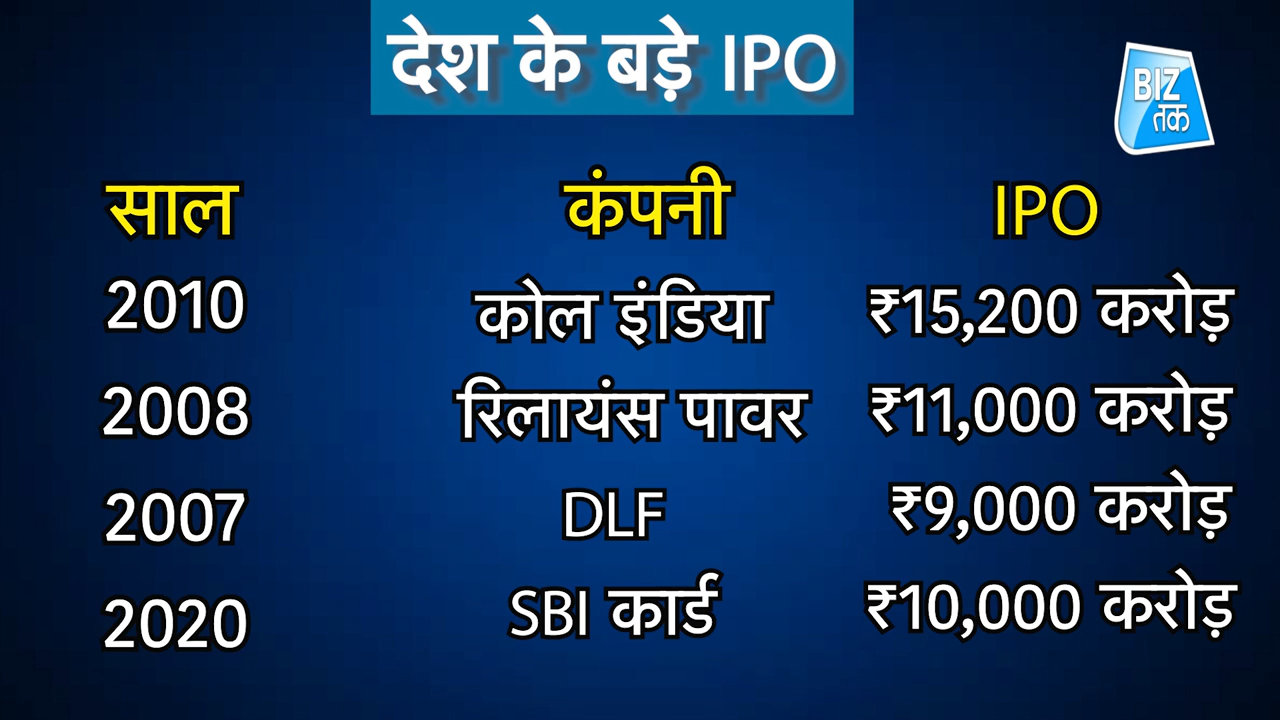 देश के बड़े IPO
BIZ
तक
साल कंपनी IPO
2010 कोल इंडिया ₹15,200 करोड़
2008 रिलायंस पावर ₹11,000 करोड़
2007 DLF ₹9,000 करोड़
2020 SBI कार्ड ₹10,000 करोड़